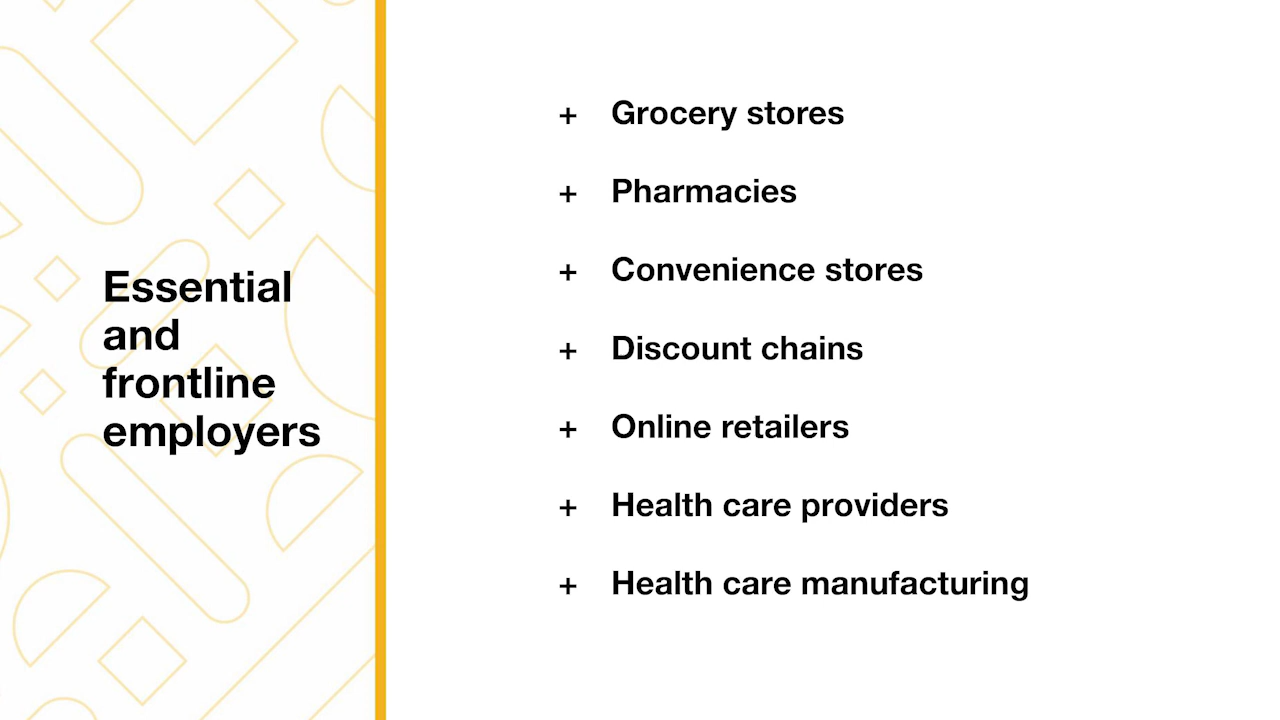 Essential
and
frontline
employers
+ Grocery stores
+ Pharmacies
+ Convenience stores
+ Discount chains
+ Online retailers
+ Health care providers
+ Health care manufacturing